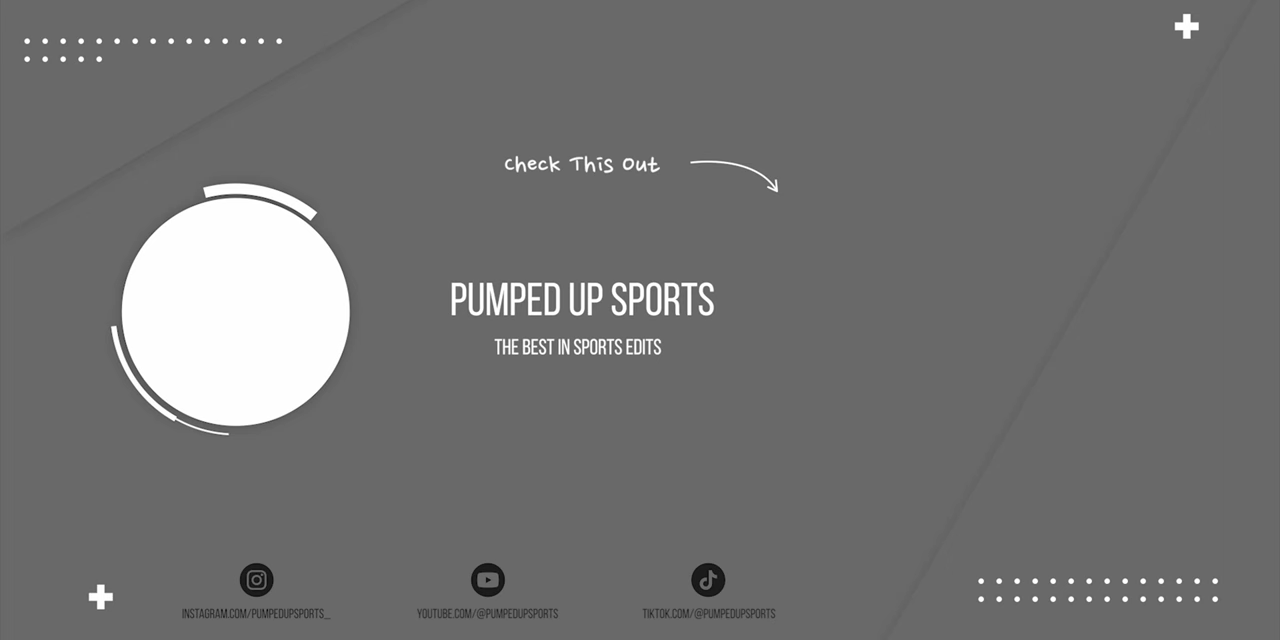 Check This Out
PUMPED UP SPORTS
THE BEST IN SPORTS EDITS
INSTAGRAM.COM/PUMPEDUPSPORTS_
YOUTUBE.COM/@PUMPEDUPSPORTS
TIKTOK.COM/@PUMPEDUPSPORTS